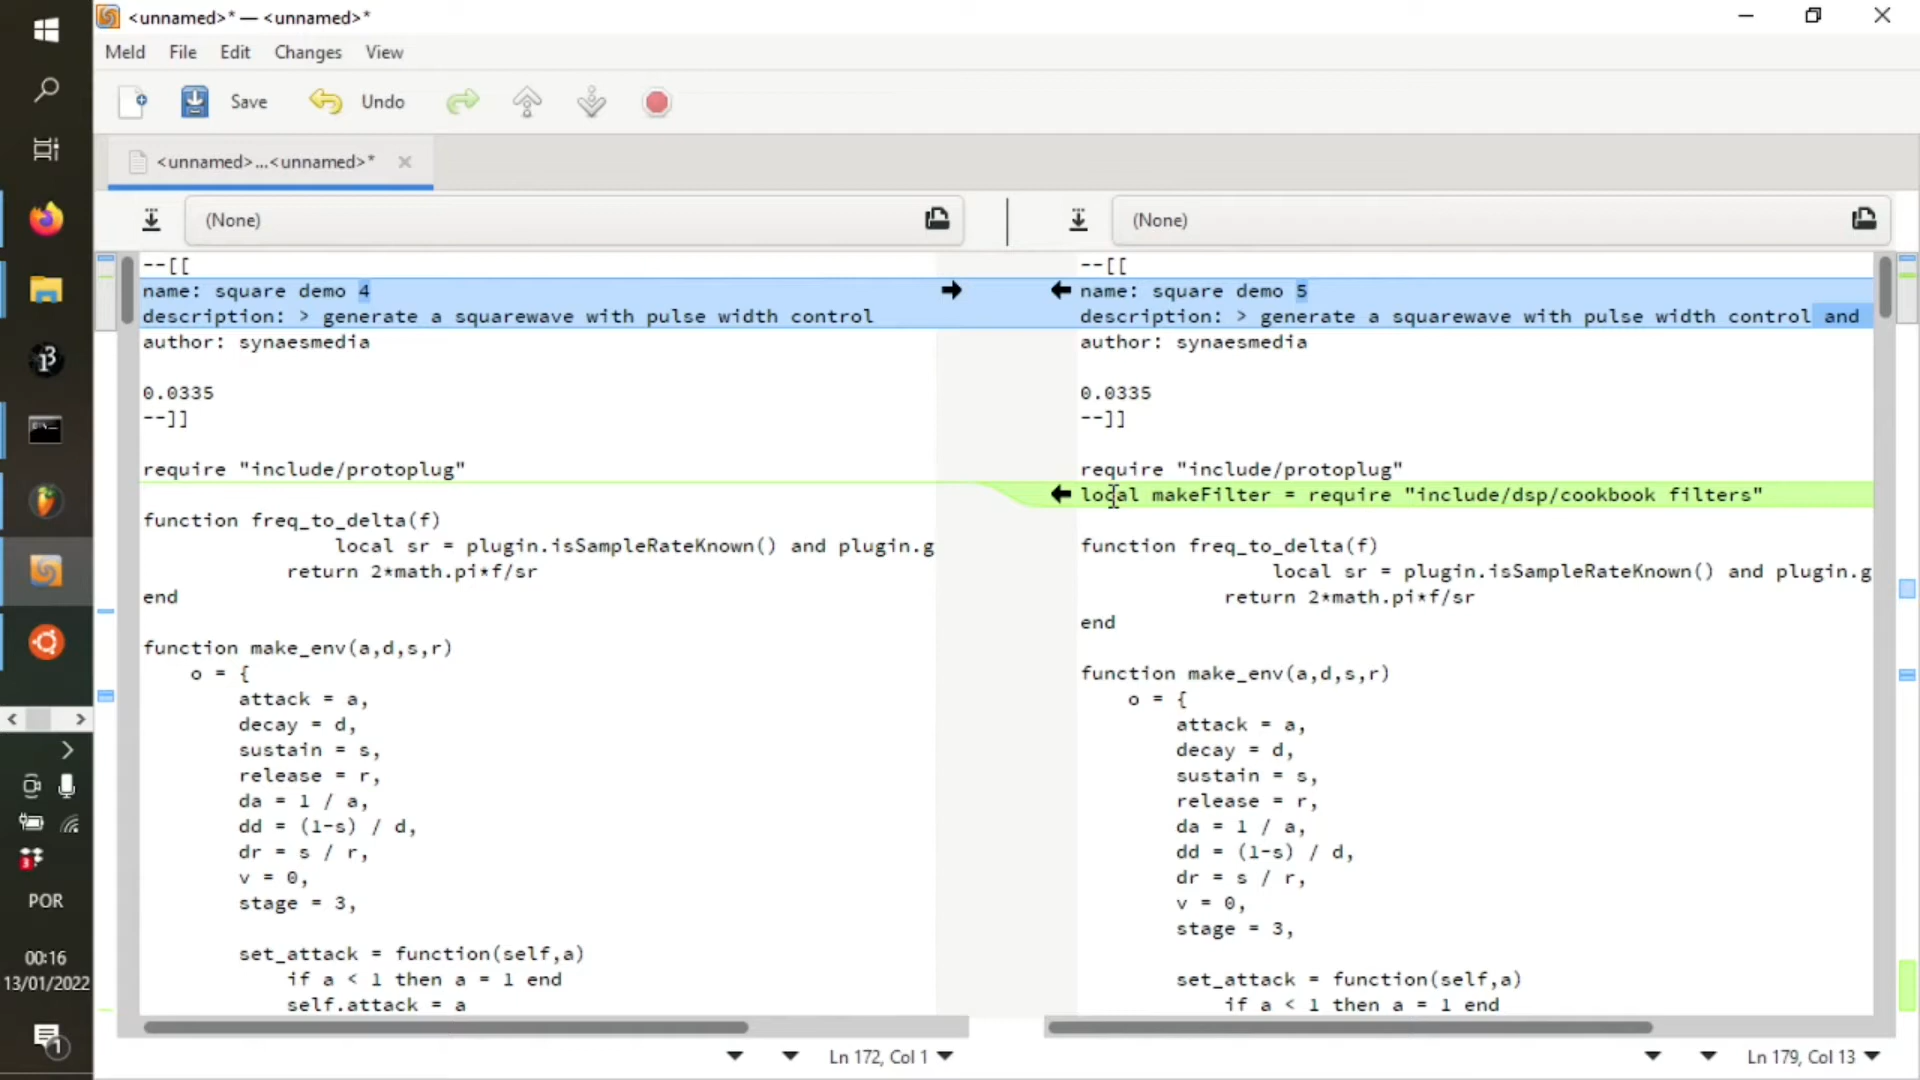 <unnamed>* — <unnamed>*
Meld File Edit Changes View
Save Undo
<unnamed>...<unnamed>*
(None)
(None)
--[[
name: square demo 4
description: > generate a squarewave with pulse width control
author: synaesmedia
0.0335
--]]
require "include/protoplug"
function freq_to_delta(f)
local sr = plugin.isSampleRateKnown() and plugin.g
return 2*math.pi*f/sr
end
function make_env(a,d,s,r)
o = {
attack = a,
decay = d,
sustain = s,
release = r,
da = 1 / a,
dd = (1-s) / d,
dr = s / r,
v = 0,
stage = 3,
set_attack = function(self,a)
if a < 1 then a = 1 end
self.attack = a
Ln 172, Col 1
--[[
name: square demo 5
description: > generate a squarewave with pulse width control and
author: synaesmedia
0.0335
--]]
require "include/protoplug"
local makeFilter = require "include/dsp/cookbook filters"
function freq_to_delta(f)
local sr = plugin.isSampleRateKnown() and plugin.g
return 2*math.pi*f/sr
end
function make_env(a,d,s,r)
o = {
attack = a,
decay = d,
sustain = s,
release = r,
da = 1 / a,
dd = (1-s) / d,
dr = s / r,
v = 0,
stage = 3,
set_attack = function(self,a)
if a < 1 then a = 1 end
Ln 179, Col 13
3
POR
00:16
13/01/2022
1